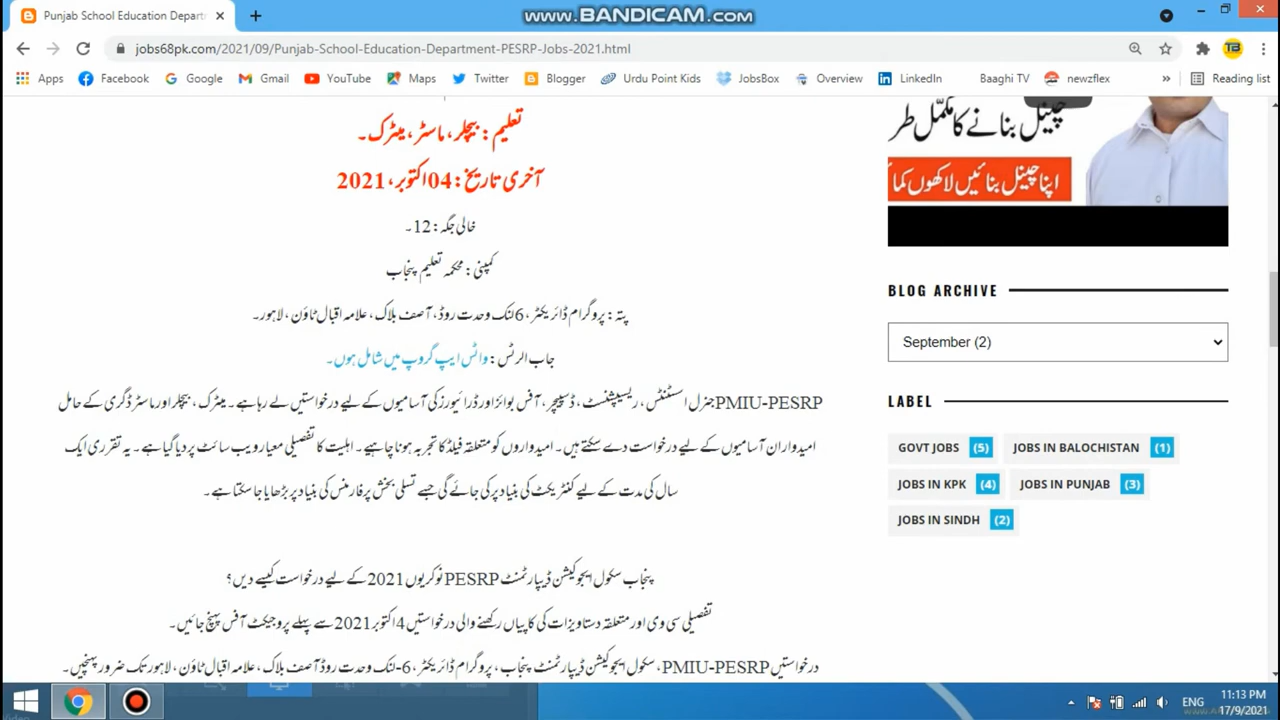 Punjab School Education Depart
www.BANDICAM.com
jobs68pk.com/2021/09/Punjab-School-Education-Department-PESRP-Jobs-2021.html
Apps Facebook Google Gmail YouTube Maps Twitter Blogger Urdu Point Kids JobsBox Overview LinkedIn Baaghi TV newzflex » Reading list
تعلیم: بیچلر، ماسٹر، میٹرک۔
آخری تاریخ: 04 اکتوبر، 2021
خالی جگہ: 12۔
کمپنی: محکمہ تعلیم پنجاب
پتہ: پروگرام ڈائریکٹر، 6 لنک وحدت روڈ، آصف بلاک، علامہ اقبال ٹاؤن، لاہور۔
جاب الرٹس: واٹس ایپ گروپ میں شامل ہوں۔
PMIU-PESRP جنرل اسسٹنٹس، ریسیپشنسٹ، ڈسپیچر، آفس بوائز اور ڈرائیورز کی آسامیوں کے لیے درخواستیں لے رہا ہے۔ میٹرک، بیچلر اور ماسٹر ڈگری کے حامل
امیدوار ان آسامیوں کے لیے درخواست دے سکتے ہیں۔ امیدواروں کو متعلقہ فیلڈ کا تجربہ ہونا چاہیے۔ اہلیت کا تفصیلی معیار ویب سائٹ پر دیا گیا ہے۔ یہ تقرری ایک
سال کی مدت کے لیے کنٹریکٹ کی بنیاد پر کی جائے گی جسے تسلی بخش پرفارمنس کی بنیاد پر بڑھایا جا سکتا ہے۔
پنجاب سکول ایجوکیشن ڈیپارٹمنٹ PESRP نوکریوں 2021 کے لیے درخواست کیسے دیں؟
تفصیلی سی وی اور متعلقہ دستاویزات کی کاپیاں رکھنے والی درخواستیں 4 اکتوبر 2021 سے پہلے پروجیکٹ آفس پہنچ جائیں۔
درخواستیں PMIU-PESRP، سکول ایجوکیشن ڈیپارٹمنٹ پنجاب، پروگرام ڈائریکٹر، 6-لنک وحدت روڈ آصف بلاک، علامہ اقبال ٹاؤن، لاہور تک ضرور پہنچیں۔
چینل بنانے کا مکمل طر
اپنا چینل بنائیں لاکھوں کما
BLOG ARCHIVE
September (2)
LABEL
GOVT JOBS (5) JOBS IN BALOCHISTAN (1)
JOBS IN KPK (4) JOBS IN PUNJAB (3)
JOBS IN SINDH (2)
ENG
11:13 PM
17/9/2021